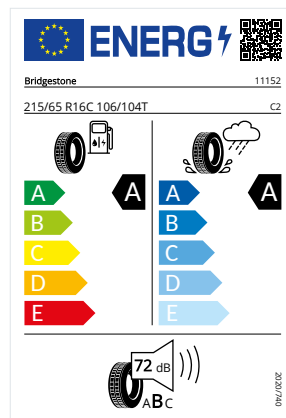 ENERG
Bridgestone 11152
215/65 R16C 106/104T C2
A A A A
B B
C C
D D
E E
72 dB
ABC
2020/740